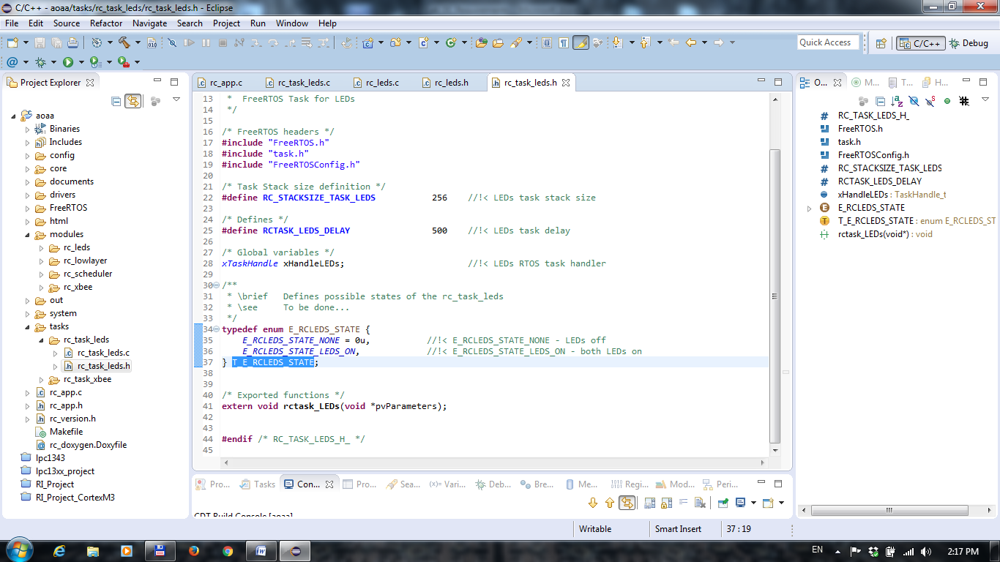 C/C++ - aoaa/tasks/rc_task_leds/rc_task_leds.h - Eclipse
File Edit Source Refactor Navigate Search Project Run Window Help
Quick Access
C/C++
Debug
Project Explorer
aoaa
Binaries
Includes
config
core
documents
drivers
FreeRTOS
html
modules
rc_leds
rc_lowlayer
rc_scheduler
rc_xbee
out
system
tasks
rc_task_leds
rc_task_leds.c
rc_task_leds.h
rc_task_xbee
rc_app.c
rc_app.h
rc_version.h
Makefile
rc_doxygen.Doxyfile
lpc1343
lpc13xx_project
RI_Project
RI_Project_CortexM3
rc_app.c rc_task_leds.c rc_leds.c rc_leds.h rc_task_leds.h
13 * FreeRTOS Task for LEDs
14 */
15
16 /* FreeRTOS headers */
17 #include "FreeRTOS.h"
18 #include "task.h"
19 #include "FreeRTOSConfig.h"
20
21 /* Task Stack size definition */
22 #define RC_STACKSIZE_TASK_LEDS 256 //!< LEDs task stack size
23
24 /* Defines */
25 #define RCTASK_LEDS_DELAY 500 //!< LEDs task delay
26
27 /* Global variables */
28 xTaskHandle xHandleLEDs; //!< LEDs RTOS task handler
29
30 /**
31 * \brief Defines possible states of the rc_task_leds
32 * \see To be done...
33 */
34 typedef enum E_RCLEDS_STATE {
35 E_RCLEDS_STATE_NONE = 0u, //!< E_RCLEDS_STATE_NONE - LEDs off
36 E_RCLEDS_STATE_LEDS_ON, //!< E_RCLEDS_STATE_LEDS_ON - both LEDs on
37 } T_E_RCLEDS_STATE;
38
39
40 /* Exported functions */
41 extern void rctask_LEDs(void *pvParameters);
42
43
44 #endif /* RC_TASK_LEDS_H_ */
45
O... M... T... H...
RC_TASK_LEDS_H_
FreeRTOS.h
task.h
FreeRTOSConfig.h
RC_STACKSIZE_TASK_LEDS
RCTASK_LEDS_DELAY
xHandleLEDs : TaskHandle_t
E_RCLEDS_STATE
T_E_RCLEDS_STATE : enum E_RCLEDS_ST
rctask_LEDs(void*) : void
Pro... Tasks Con... Pro... Sea... (x)= Vari... Deb... Bre... Me... Regi... Mod... Peri...
CDT Build Console [aoaa]
Writable Smart Insert 37 : 19
EN 2:17 PM